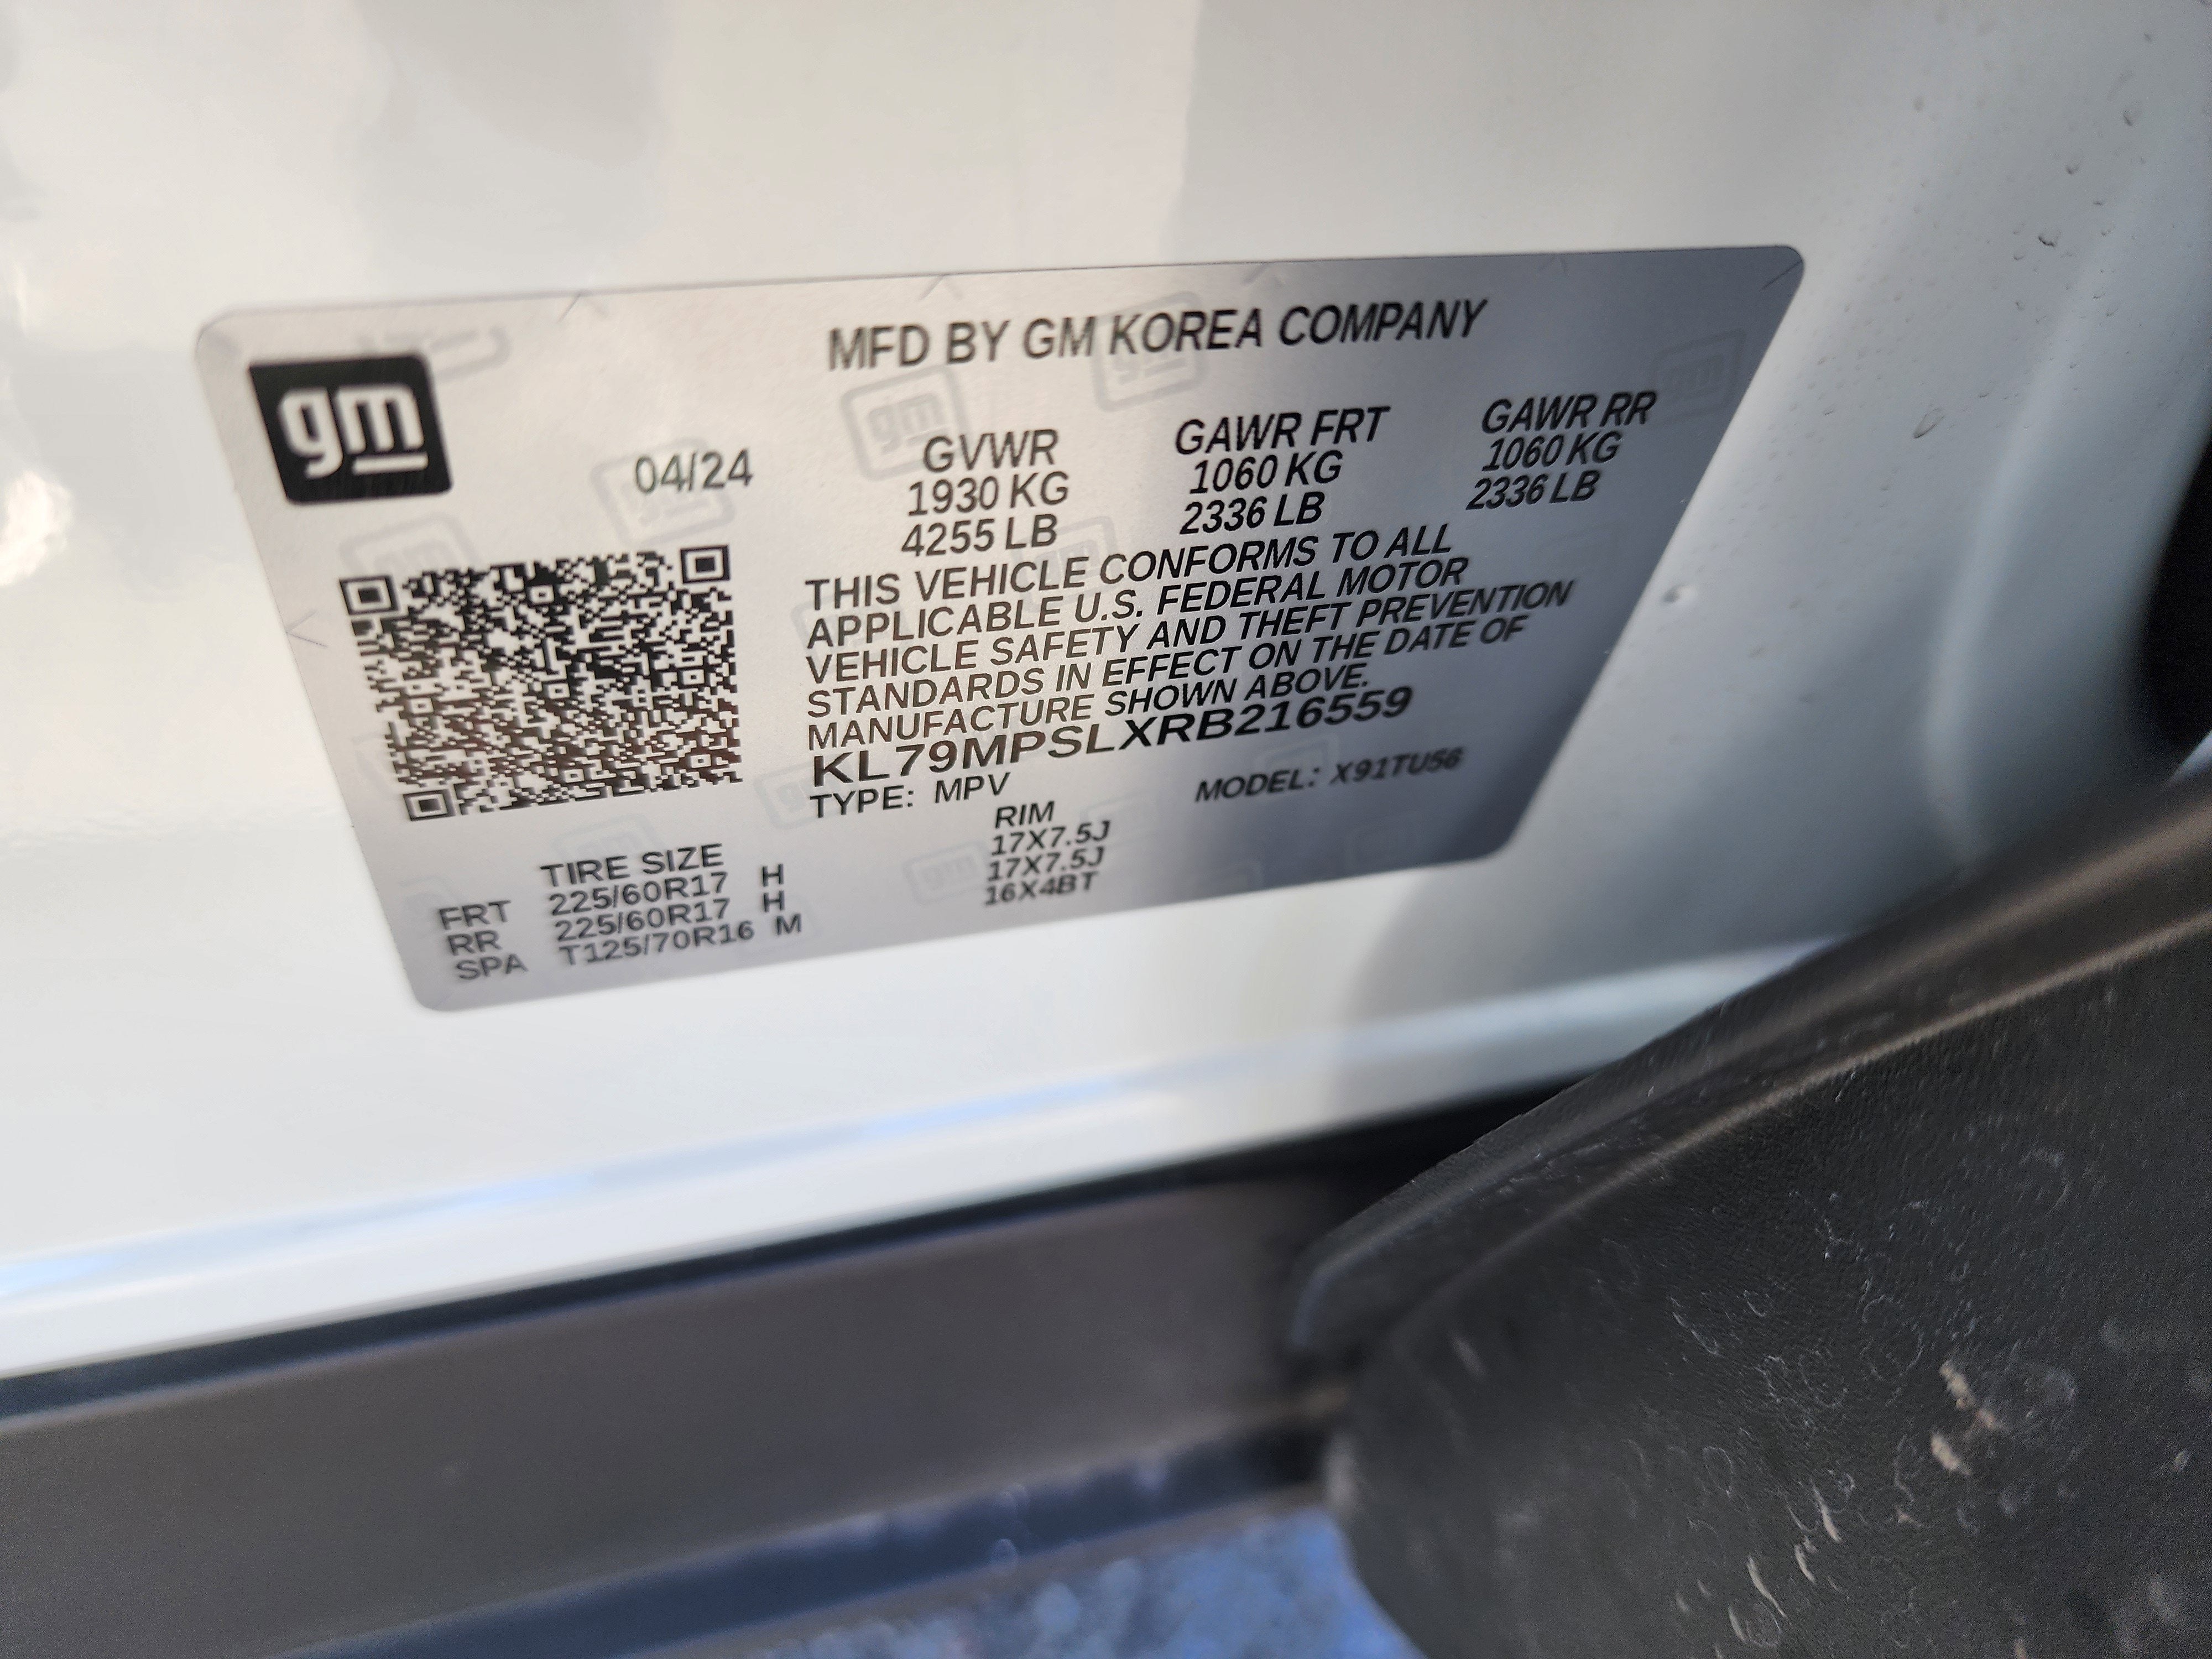 gm
MFD BY GM KOREA COMPANY
04/24
GVWR GAWR FRT GAWR RR
1930 KG 1060 KG 1060 KG
4255 LB 2336 LB 2336 LB
THIS VEHICLE CONFORMS TO ALL
APPLICABLE U.S. FEDERAL MOTOR
VEHICLE SAFETY AND THEFT PREVENTION
STANDARDS IN EFFECT ON THE DATE OF
MANUFACTURE SHOWN ABOVE.
KL79MPSLXRB216559
TYPE: MPV MODEL: X91TU56
TIRE SIZE RIM
FRT 225/60R17 H 17X7.5J
RR 225/60R17 H 17X7.5J
SPA T125/70R16 M 16X4BT